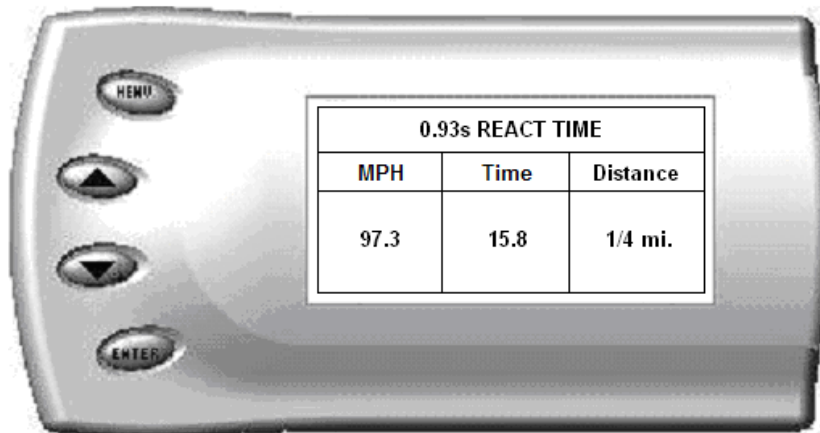 MENU
0.93s REACT TIME
MPH Time Distance
97.3 15.8 1/4 mi.
ENTER